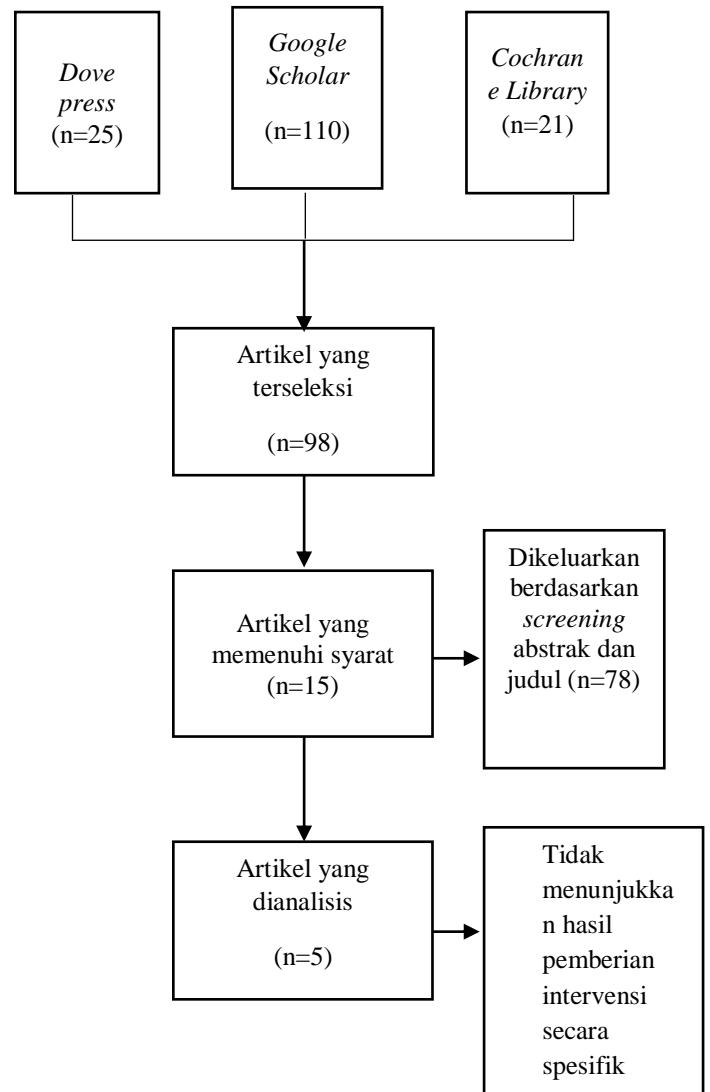 Dove
press
(n=25)
Google
Scholar
(n=110)
Cochran
e Library
(n=21)
Artikel yang
terseleksi
(n=98)
Artikel yang
memenuhi syarat
(n=15)
Dikeluarkan
berdasarkan
screening
abstrak dan
judul (n=78)
Artikel yang
dianalisis
(n=5)
Tidak
menunjukka
n hasil
pemberian
intervensi
secara
spesifik